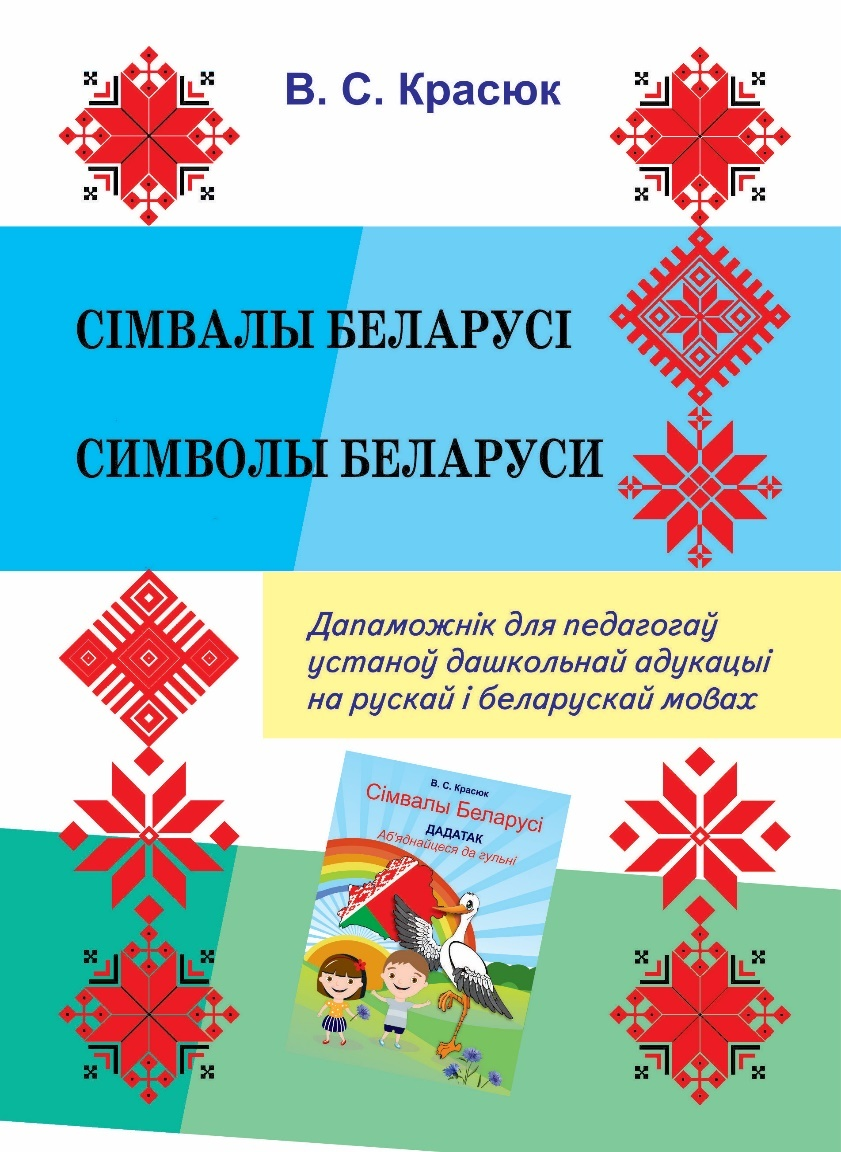 В. С. Красюк
СІМВАЛЫ БЕЛАРУСІ
СИМВОЛЫ БЕЛАРУСИ
Дапаможнік для педагогаў
устаноў дашкольнай адукацыі
на рускай і беларускай мовах
В. С. Красюк
Сімвалы Беларусі
ДАДАТАК
Аб'яднайцеся да гульні